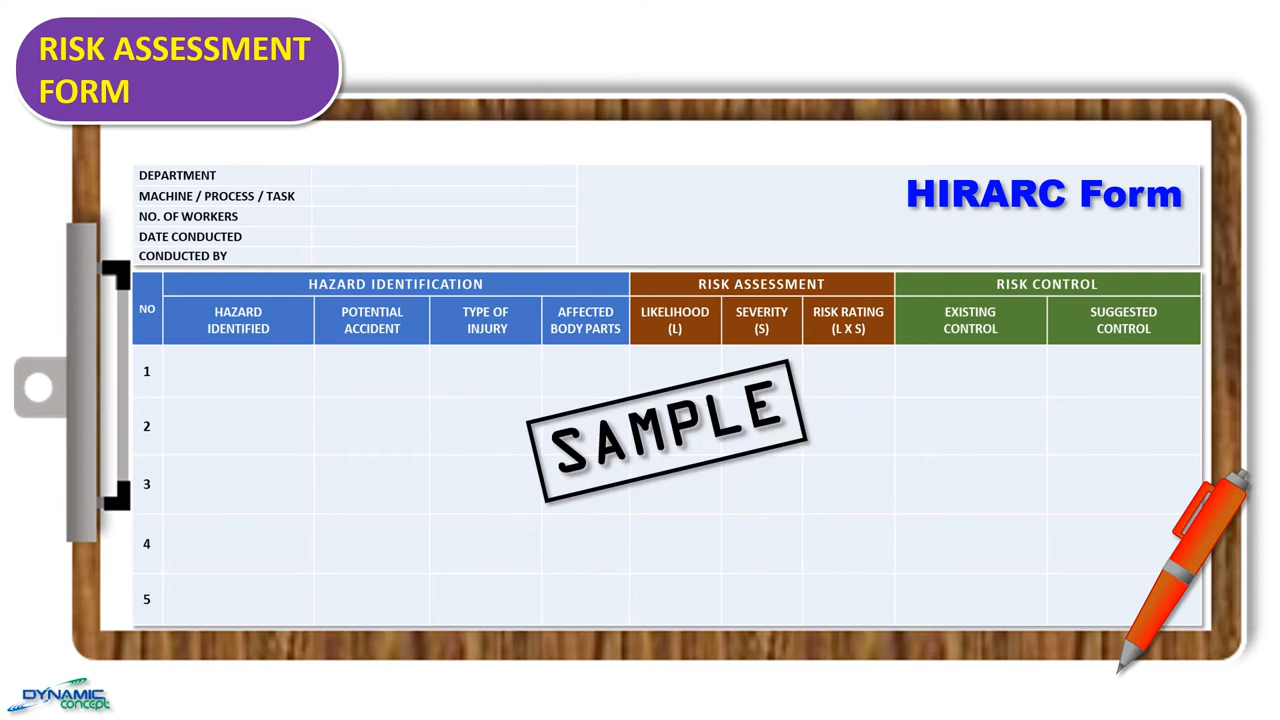 RISK ASSESSMENT
FORM
DEPARTMENT
MACHINE / PROCESS / TASK
NO. OF WORKERS
DATE CONDUCTED
CONDUCTED BY
HIRARC Form
NO
HAZARD IDENTIFICATION
RISK ASSESSMENT
RISK CONTROL
HAZARD
IDENTIFIED
POTENTIAL
ACCIDENT
TYPE OF
INJURY
AFFECTED
BODY PARTS
LIKELIHOOD
(L)
SEVERITY
(S)
RISK RATING
(L X S)
EXISTING
CONTROL
SUGGESTED
CONTROL
1
2
3
4
5
SAMPLE
DYNAMIC
concept